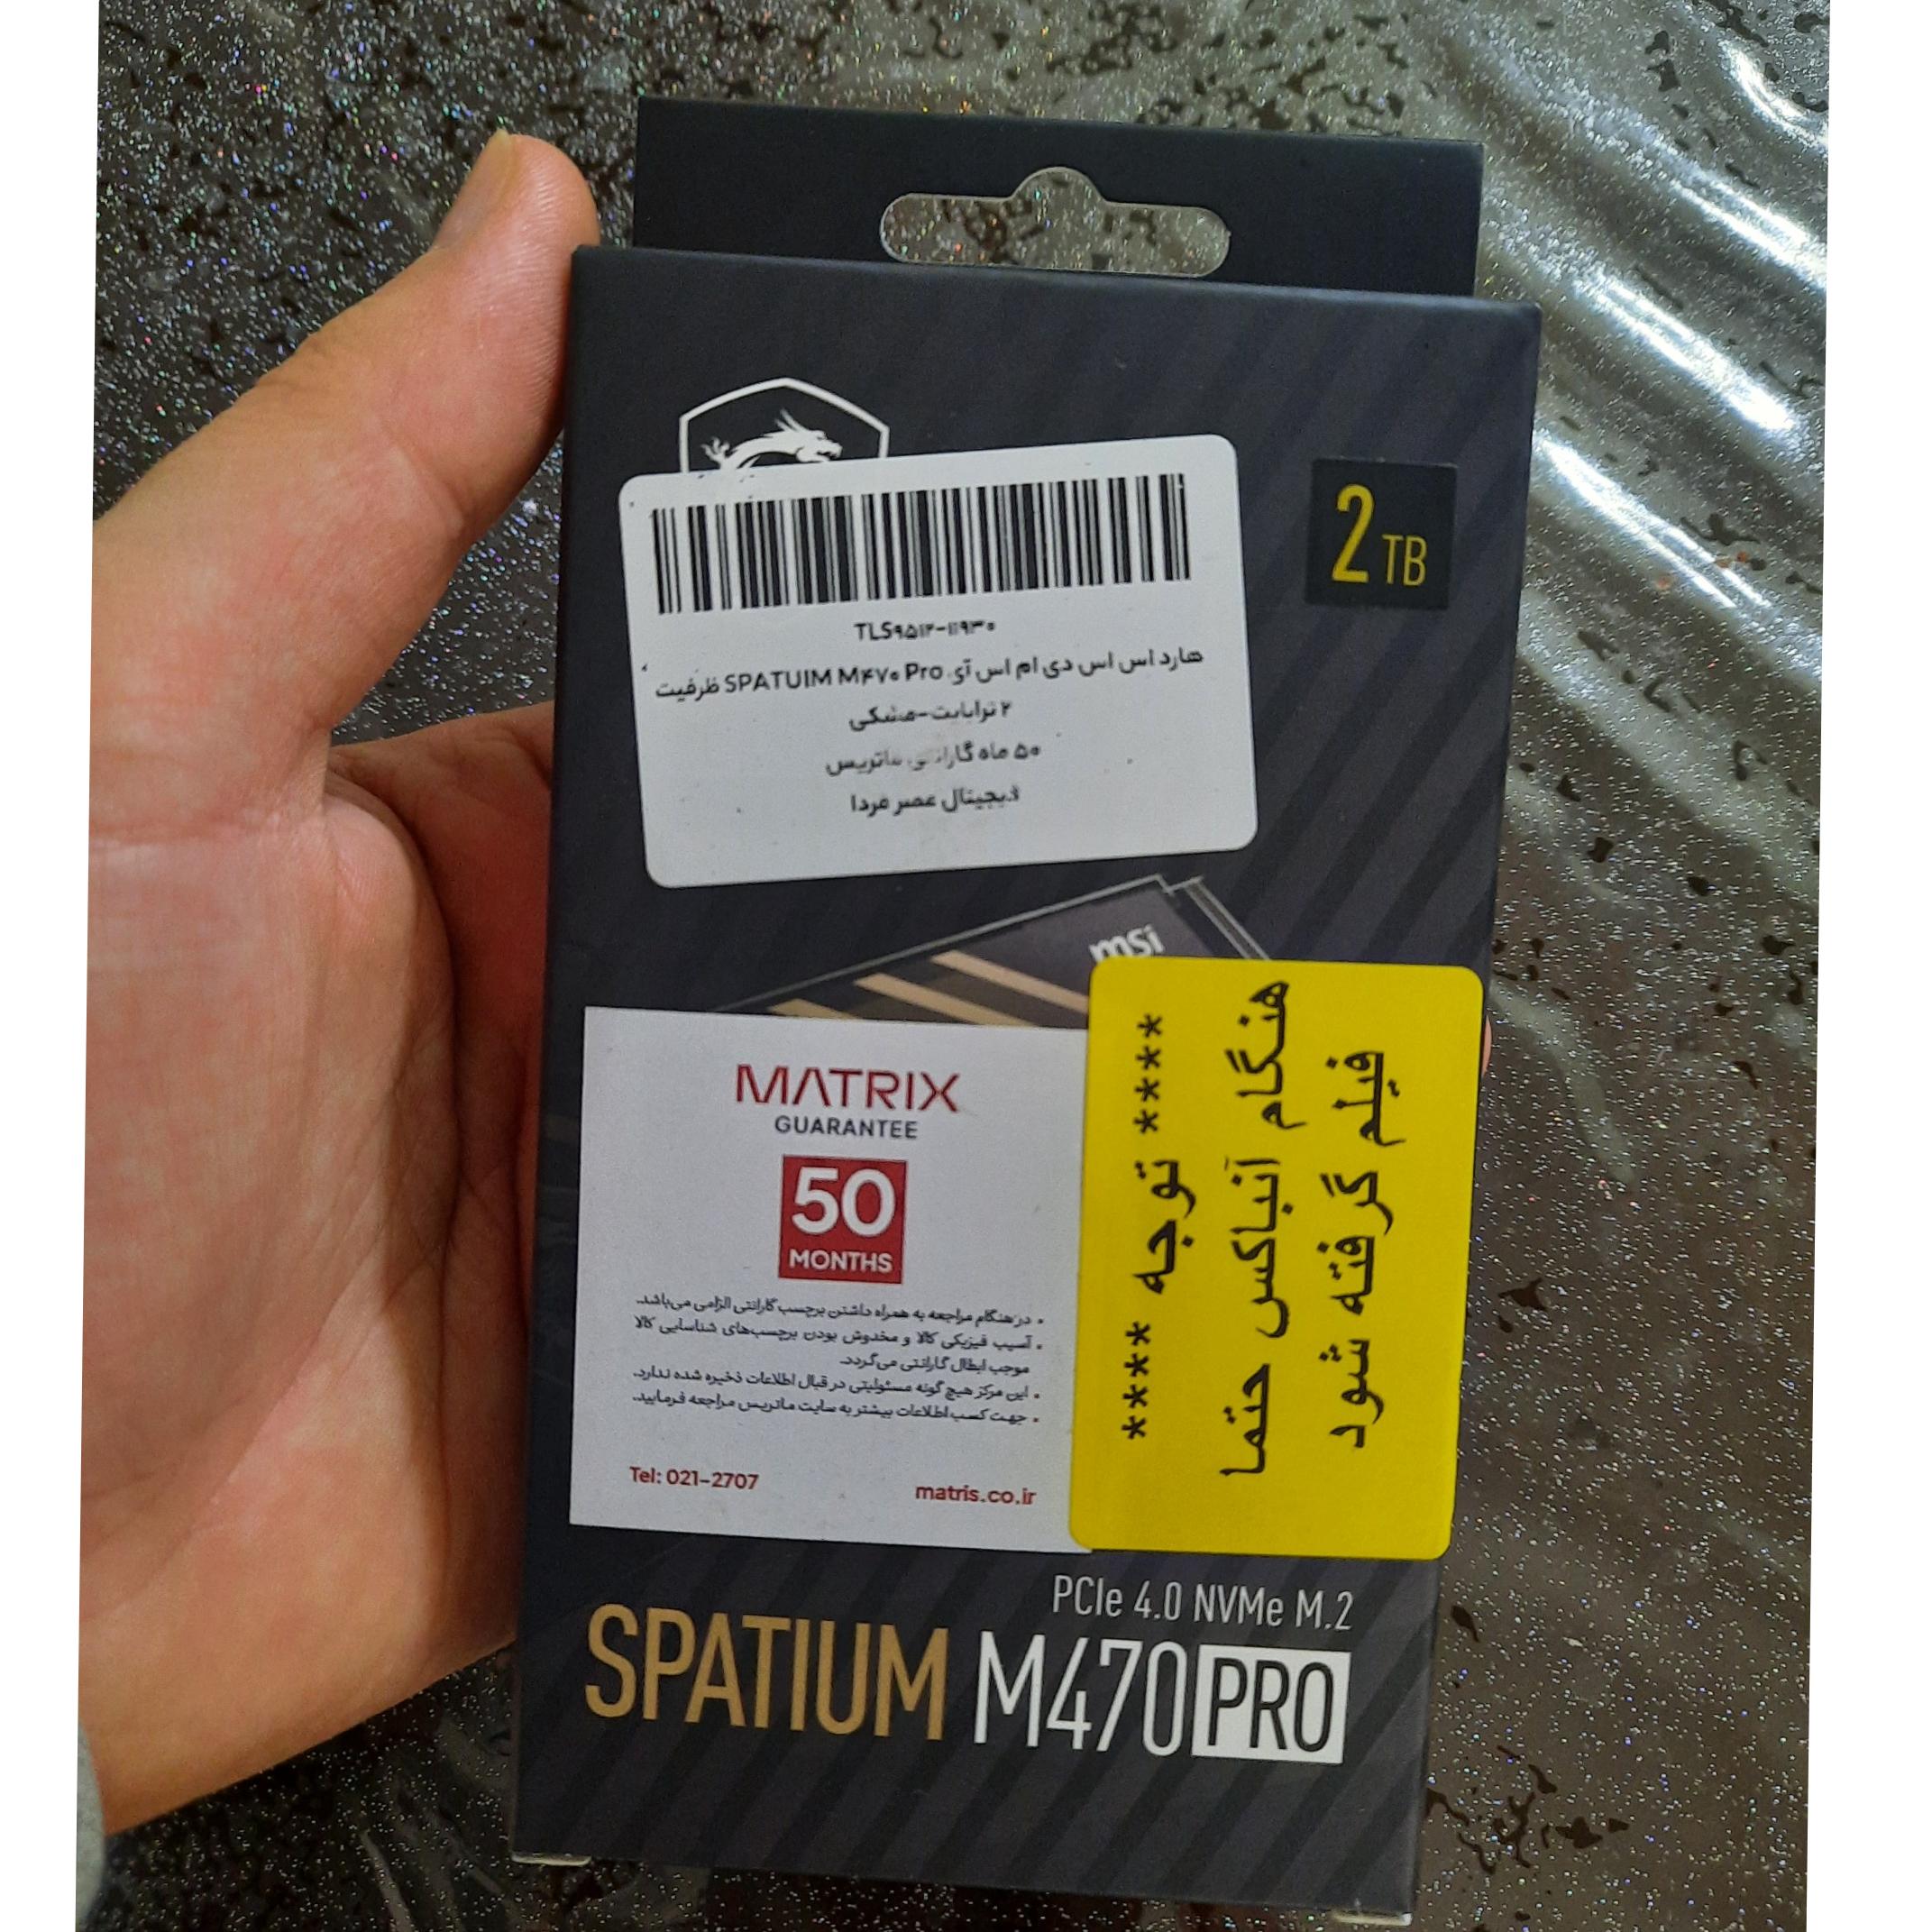 2 TB
TLS۹۵۱۲-۱۱۹۳۰
هارد اس اس دی ام اس آی SPATUIM M۴۷۰ Pro ظرفیت
۲ ترابایت-مشکی
۵۰ ماه گارانتی ماتریس
دیجیتال عصر فردا
msi
MATRIX
GUARANTEE
50
MONTHS
• در هنگام مراجعه به همراه داشتن برچسب گارانتی الزامی می‌باشد.
• آسیب فیزیکی کالا و مخدوش بودن برچسب‌های شناسایی کالا
موجب ابطال گارانتی می‌گردد.
• این مرکز هیچ گونه مسئولیتی در قبال اطلاعات ذخیره شده ندارد.
• جهت کسب اطلاعات بیشتر به سایت ماتریس مراجعه فرمایید.
Tel: 021-2707
matris.co.ir
**** توجه ****
هنگام آنباکس حتما
فیلم گرفته شود
PCIe 4.0 NVMe M.2
SPATIUM M470 PRO